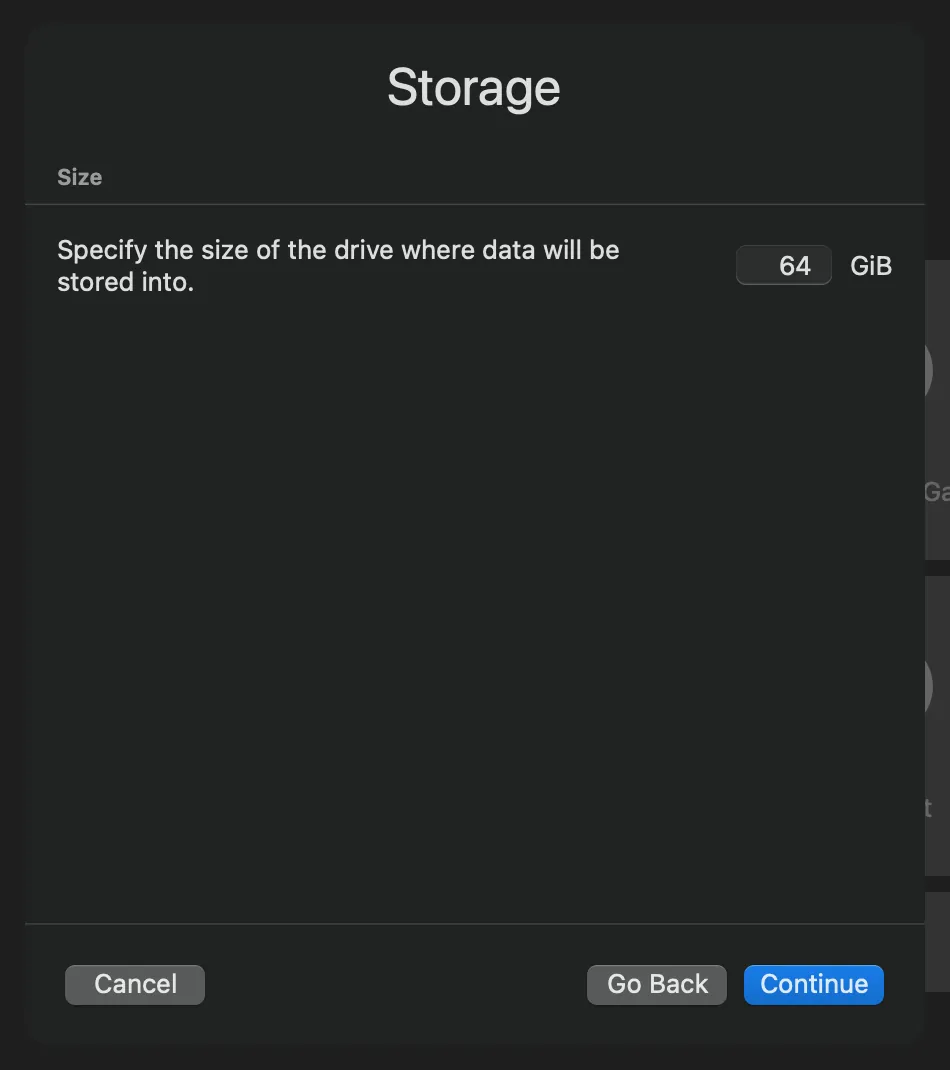 Storage
Size
Specify the size of the drive where data will be
stored into.
64 GiB
Ga
t
Cancel
Go Back
Continue